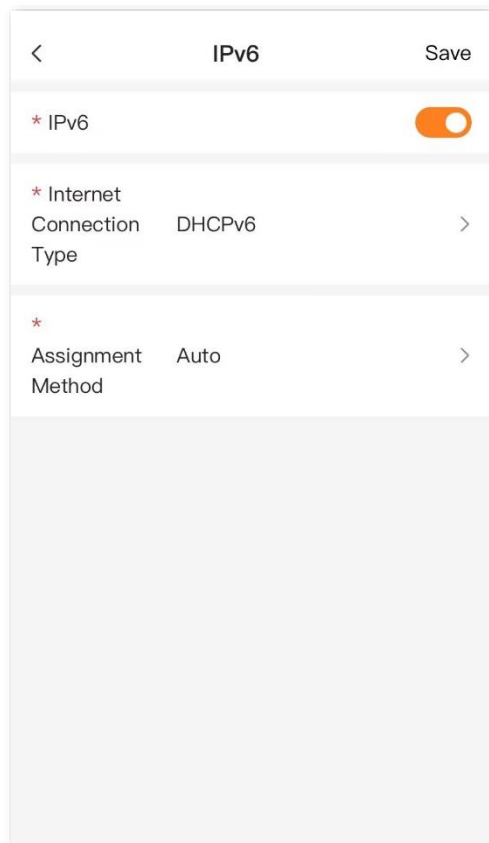 IPv6 Save
* IPv6
* Internet
Connection DHCPv6
Type
*
Assignment Auto
Method